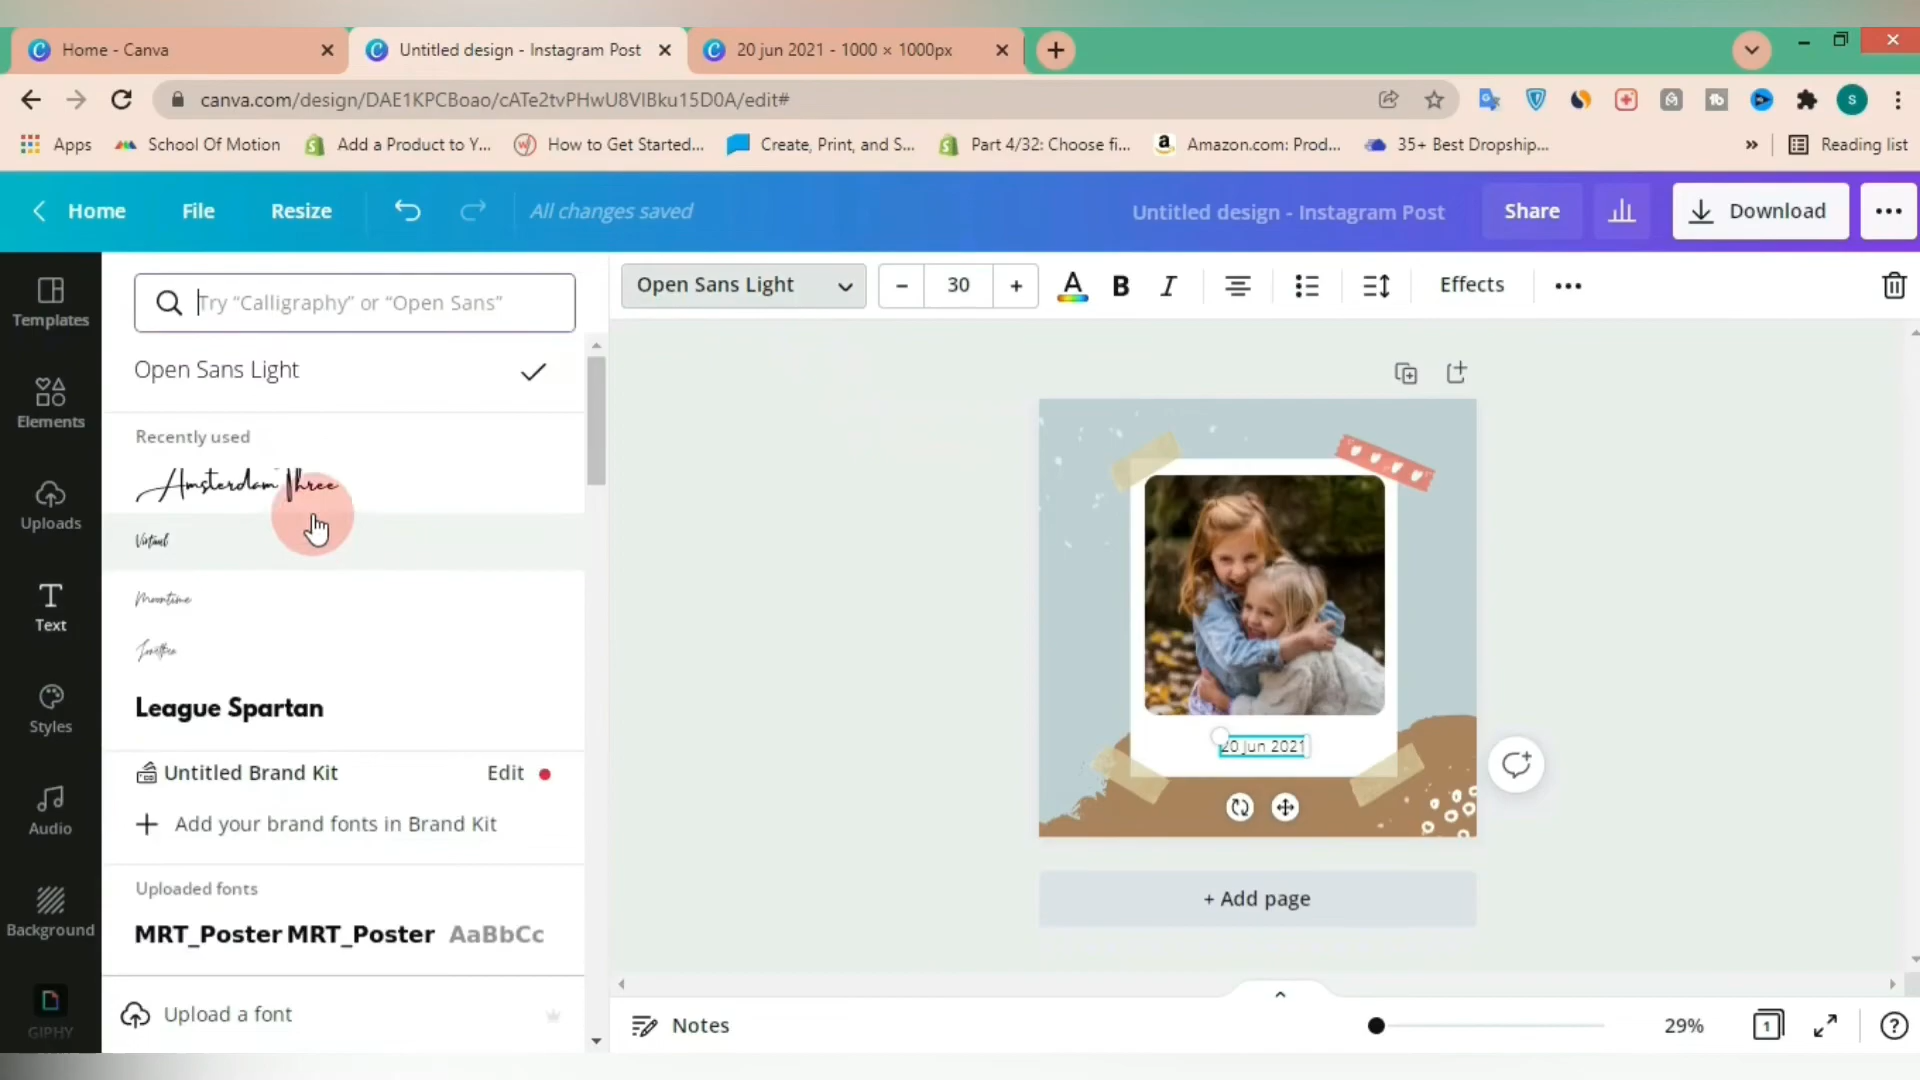 Home - Canva
Untitled design - Instagram Post
20 jun 2021 - 1000 × 1000px
canva.com/design/DAE1KPCBoao/cATe2tvPHwU8VIBku15D0A/edit#
S
Apps
School Of Motion
Add a Product to Y...
How to Get Started...
Create, Print, and S...
Part 4/32: Choose fi...
Amazon.com: Prod...
35+ Best Dropship...
»
Reading list
Home
File
Resize
All changes saved
Untitled design - Instagram Post
Share
Download
Templates
Elements
Uploads
Text
Styles
Audio
Background
GIPHY
Try “Calligraphy” or “Open Sans”
Open Sans Light
Recently used
Amsterdam Three
Virtual
Moontime
League Spartan
Untitled Brand Kit
Edit
Add your brand fonts in Brand Kit
Uploaded fonts
MRT_Poster MRT_Poster AaBbCc
Upload a font
Open Sans Light
– 30 +
A B I
Effects
20 jun 2021
+ Add page
Notes
29%
1
?